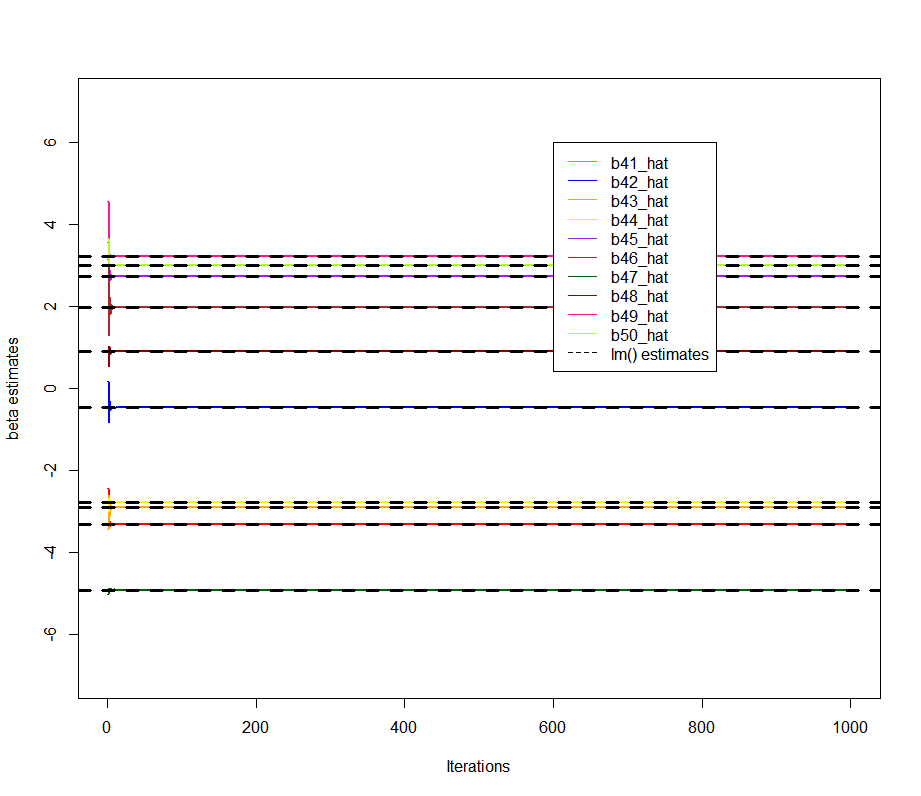 6
4
2
0
-2
-4
-6
beta estimates
b41_hat
b42_hat
b43_hat
b44_hat
b45_hat
b46_hat
b47_hat
b48_hat
b49_hat
b50_hat
lm() estimates
0 200 400 600 800 1000
Iterations